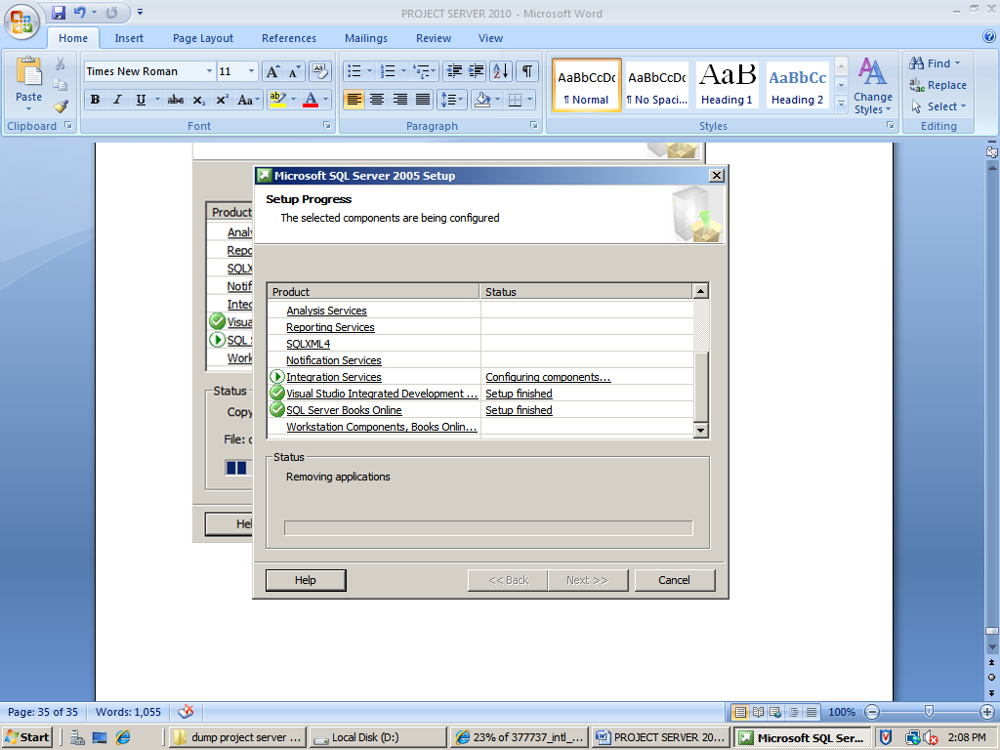 PROJECT SERVER 2010 - Microsoft Word
Home Insert Page Layout References Mailings Review View
Paste
Clipboard
Times New Roman 11
B I U abc X₂ X² Aa ab A
Font
Paragraph
AaBbCcDc AaBbCcDc AaB AaBbCc
¶ Normal ¶ No Spaci... Heading 1 Heading 2
Change Styles
Styles
Find
Replace
Select
Editing
Product
Anal
Repo
SQLX
Notif
Integ
Visua
SQL S
Work
Status
Copy
File: c
Hel
Microsoft SQL Server 2005 Setup
Setup Progress
The selected components are being configured
Product Status
Analysis Services
Reporting Services
SQLXML4
Notification Services
Integration Services Configuring components...
Visual Studio Integrated Development ... Setup finished
SQL Server Books Online Setup finished
Workstation Components, Books Onlin...
Status
Removing applications
Help << Back Next >> Cancel
Page: 35 of 35 Words: 1,055 100%
Start dump project server ... Local Disk (D:) 23% of 377737_intl_... PROJECT SERVER 20... Microsoft SQL Ser... 2:08 PM